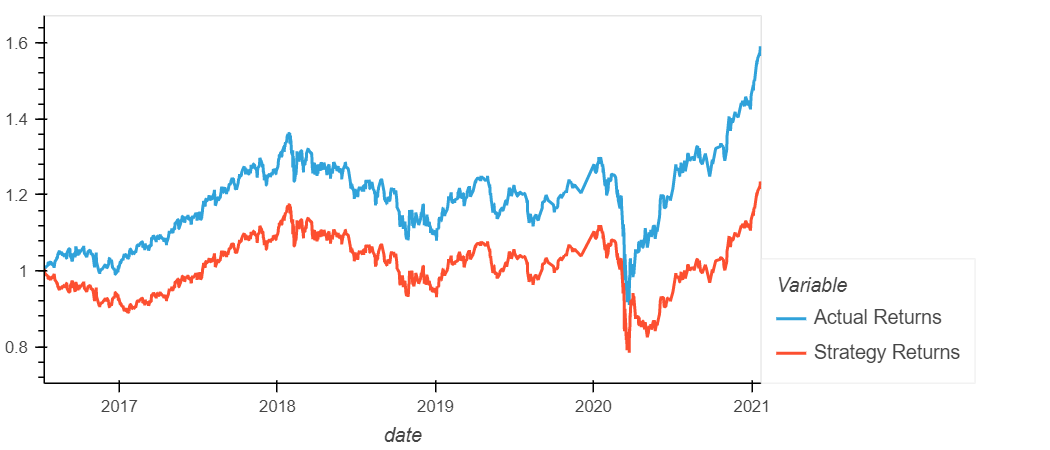 1.6
1.4
1.2
1
0.8
2017 2018 2019 2020 2021
date
Variable
Actual Returns
Strategy Returns